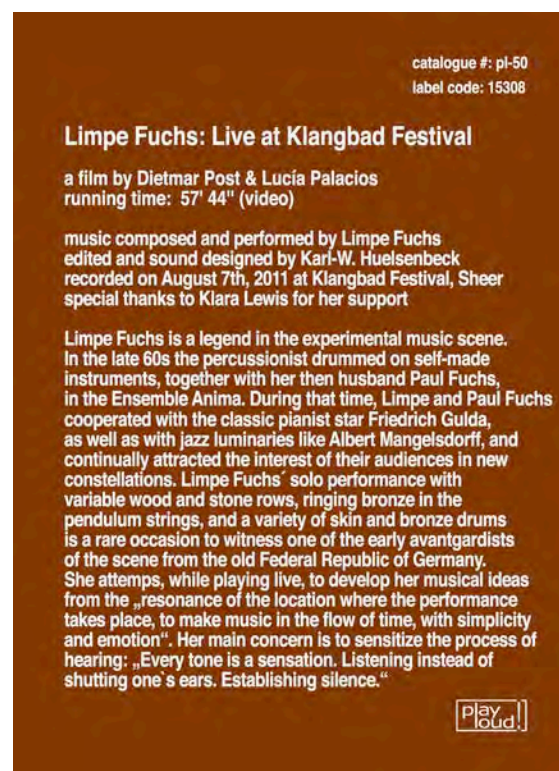 catalogue #: pl-50
label code: 15308
Limpe Fuchs: Live at Klangbad Festival
a film by Dietmar Post & Lucía Palacios
running time: 57' 44" (video)
music composed and performed by Limpe Fuchs
edited and sound designed by Karl-W. Huelsenbeck
recorded on August 7th, 2011 at Klangbad Festival, Sheer
special thanks to Klara Lewis for her support
Limpe Fuchs is a legend in the experimental music scene.
In the late 60s the percussionist drummed on self-made
instruments, together with her then husband Paul Fuchs,
in the Ensemble Anima. During that time, Limpe and Paul Fuchs
cooperated with the classic pianist star Friedrich Gulda,
as well as with jazz luminaries like Albert Mangelsdorff, and
continually attracted the interest of their audiences in new
constellations. Limpe Fuchs´ solo performance with
variable wood and stone rows, ringing bronze in the
pendulum strings, and a variety of skin and bronze drums
is a rare occasion to witness one of the early avantgardists
of the scene from the old Federal Republic of Germany.
She attemps, while playing live, to develop her musical ideas
from the „resonance of the location where the performance
takes place, to make music in the flow of time, with simplicity
and emotion“. Her main concern is to sensitize the process of
hearing: „Every tone is a sensation. Listening instead of
shutting one`s ears. Establishing silence.“
play
loud!